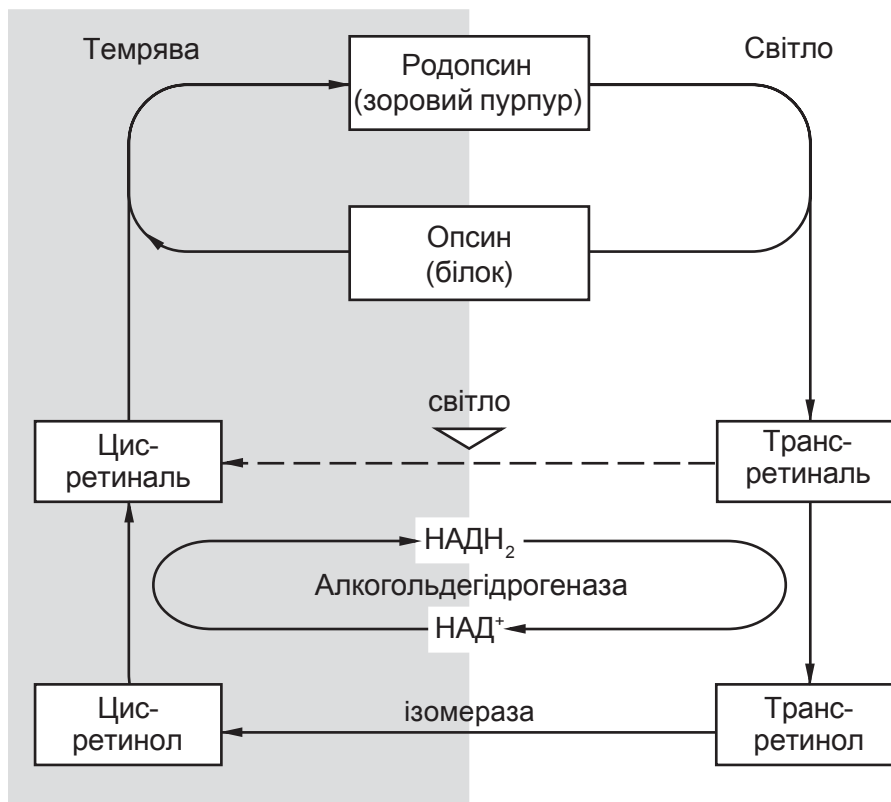 Темрява
Родопсин
(зоровий пурпур)
Світло
Опсин
(білок)
світло
Цис-
ретиналь
Транс-
ретиналь
НАДН₂
Алкогольдегідрогеназа
НАД⁺
Цис-
ретинол
ізомераза
Транс-
ретинол